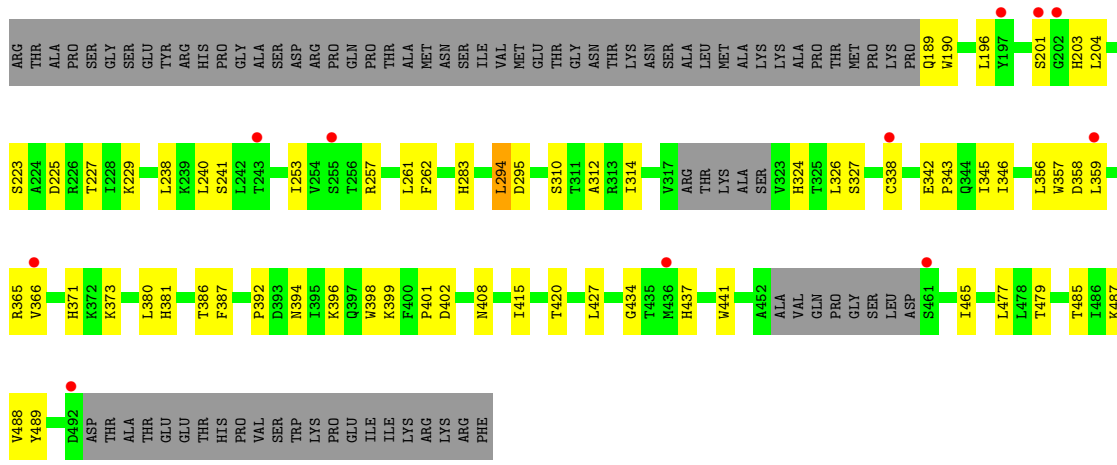 ARG THR ALA PRO SER GLY SER GLU TYR ARG HIS PRO GLY ALA SER ASP ARG PRO GLN PRO THR ALA MET ASN SER ILE VAL MET GLU THR GLY ASN THR LYS ASN SER ALA LEU MET ALA LYS LYS ALA PRO THR MET PRO LYS PRO Q189 W190 L196 Y197 S201 G202 H203 L204
S223 A224 D225 R226 T227 I228 K229 L238 K239 L240 S241 L242 T243 I253 V254 S255 T256 R257 L261 F262 H283 L294 D295 S310 T311 A312 R313 I314 V317 ARG THR LYS ALA SER V323 H324 T325 L326 S327 C338 E342 P343 Q344 I345 I346 L356 W357 D358 L359
R365 V366 H371 K372 K373 L380 H381 T386 F387 P392 D393 N394 I395 K396 Q397 W398 K399 F400 P401 D402 N408 I415 T420 L427 G434 T435 M436 H437 W441 A452 ALA VAL GLN PRO GLY SER LEU ASP S461 I465 L477 L478 T479 T485 I486 K487
V488 Y489 D492 ASP THR ALA THR GLU GLU THR HIS PRO VAL SER TRP LYS PRO GLU ILE ILE LYS ARG LYS ARG PHE